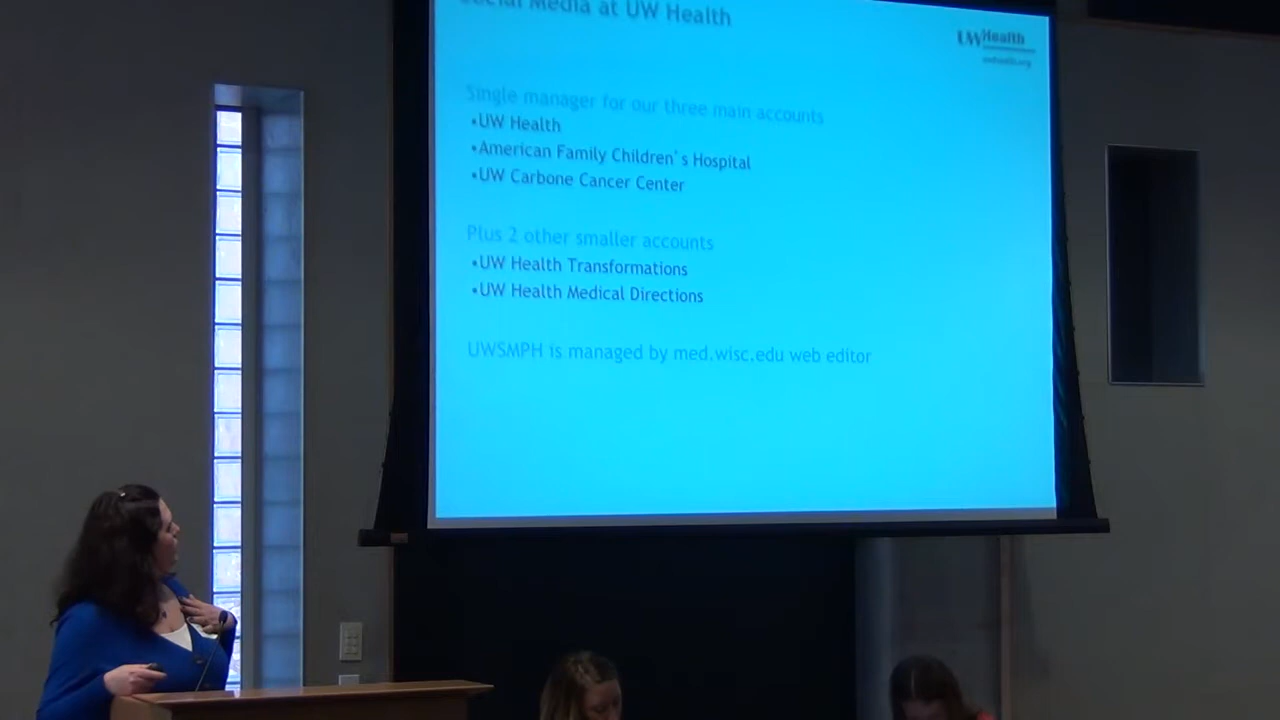 Social Media at UW Health
UWHealth
uwhealth.org
Single manager for our three main accounts
•UW Health
•American Family Children's Hospital
•UW Carbone Cancer Center
Plus 2 other smaller accounts
•UW Health Transformations
•UW Health Medical Directions
UWSMPH is managed by med.wisc.edu web editor